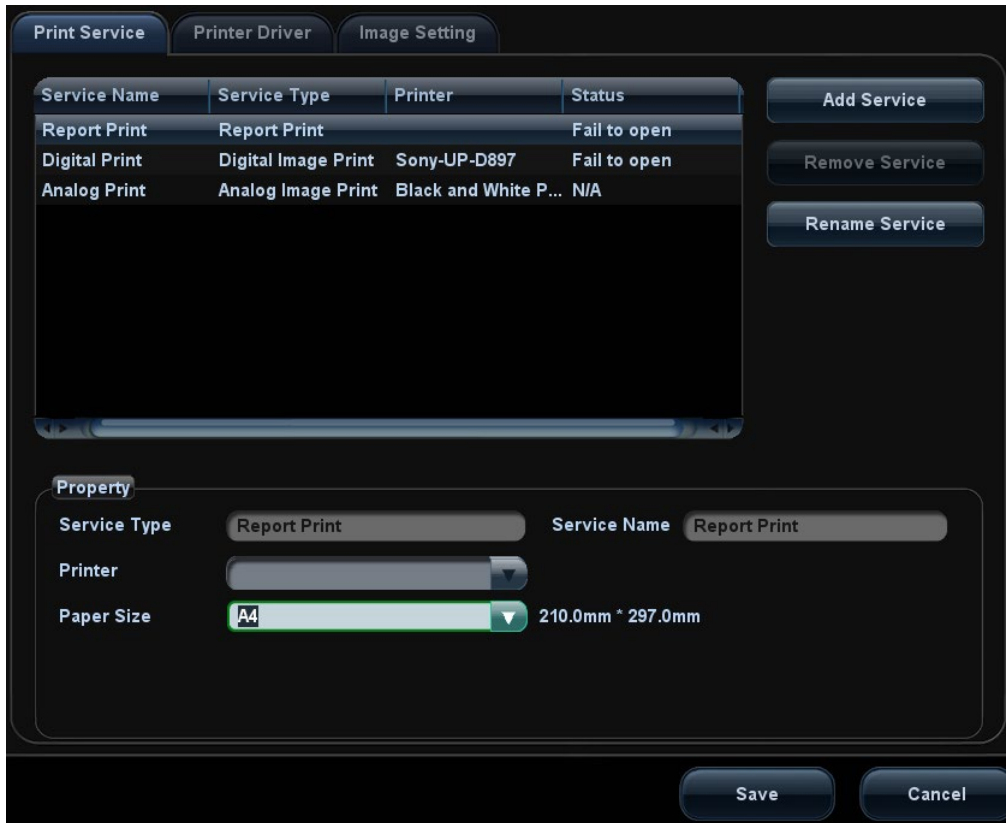 Print Service Printer Driver Image Setting
Service Name Service Type Printer Status
Report Print Report Print Fail to open
Digital Print Digital Image Print Sony-UP-D897 Fail to open
Analog Print Analog Image Print Black and White P... N/A
Add Service
Remove Service
Rename Service
Property
Service Type Report Print Service Name Report Print
Printer
Paper Size A4 210.0mm * 297.0mm
Save Cancel